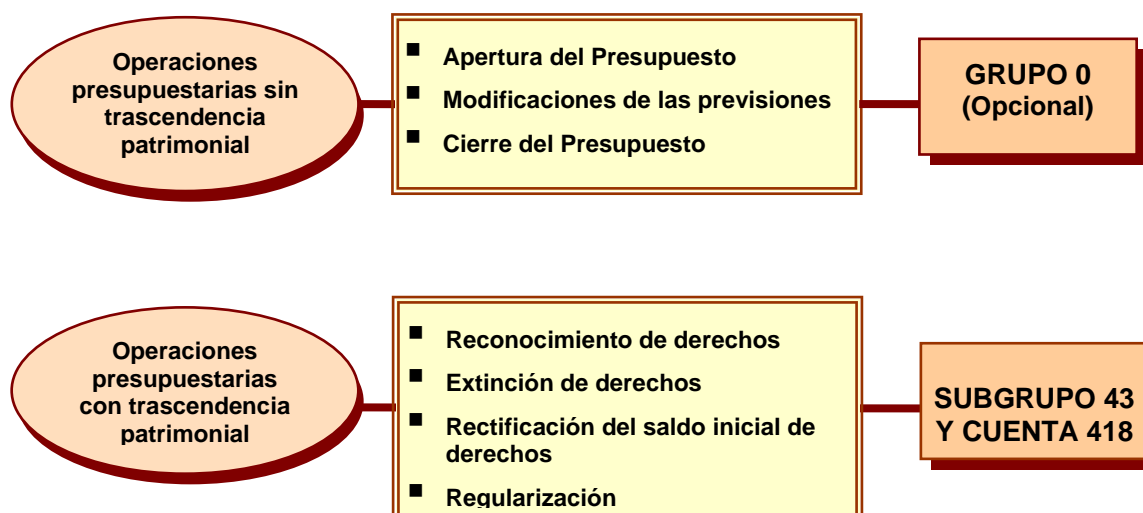 Operaciones
presupuestarias sin
trascendencia
patrimonial
▪ Apertura del Presupuesto
▪ Modificaciones de las previsiones
▪ Cierre del Presupuesto
GRUPO 0
(Opcional)
Operaciones
presupuestarias
con trascendencia
patrimonial
▪ Reconocimiento de derechos
▪ Extinción de derechos
▪ Rectificación del saldo inicial de
derechos
▪ Regularización
SUBGRUPO 43
Y CUENTA 418